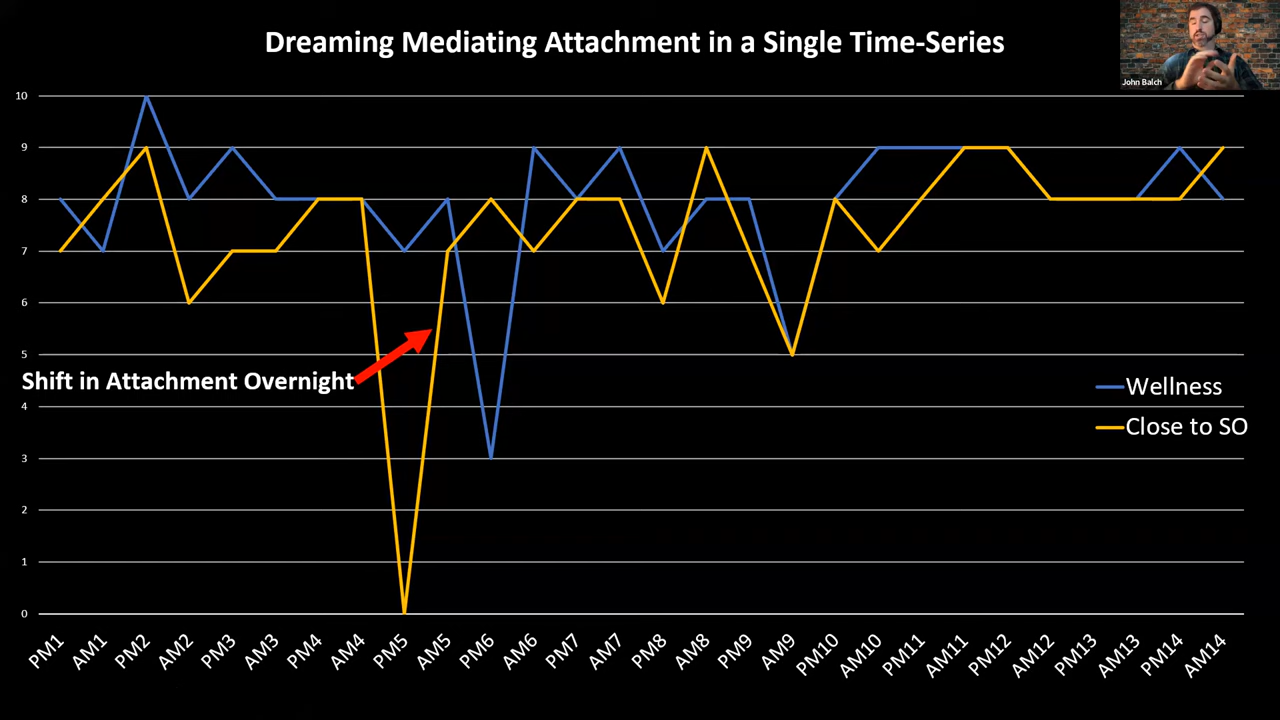 Dreaming Mediating Attachment in a Single Time-Series
John Balch
10
9
8
7
6
5
Shift in Attachment Overnight
4
3
2
1
0
Wellness
Close to SO
PM1 AM1 PM2 AM2 PM3 AM3 PM4 AM4 PM5 AM5 PM6 AM6 PM7 AM7 PM8 AM8 PM9 AM9 PM10 AM10 PM11 AM11 PM12 AM12 PM13 AM13 PM14 AM14